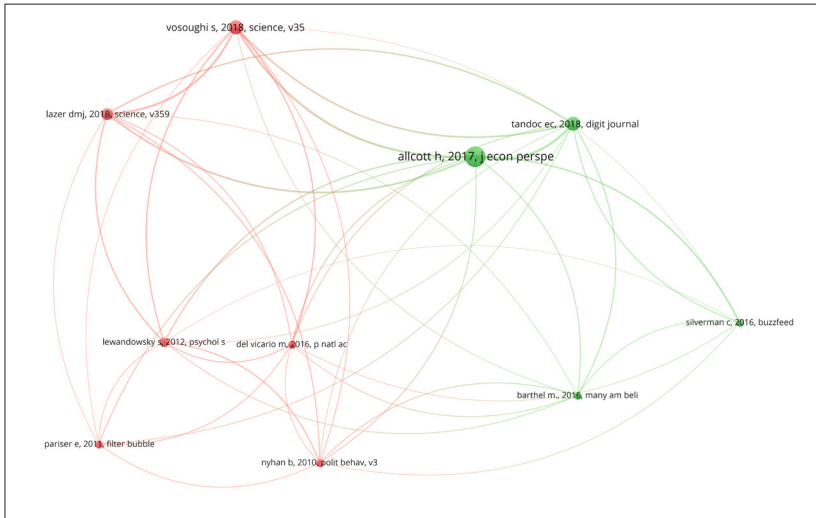 vosoughi s, 2018, science, v35
lazer dmj, 2018, science, v359
tandoc ec, 2018, digit journal
allcott h, 2017, j econ perspe
silverman c, 2016, buzzfeed
lewandowsky s, 2012, psychol s
del vicario m, 2016, p natl ac
barthel m., 2016, many am beli
pariser e, 2011, filter bubble
nyhan b, 2010, polit behav, v3